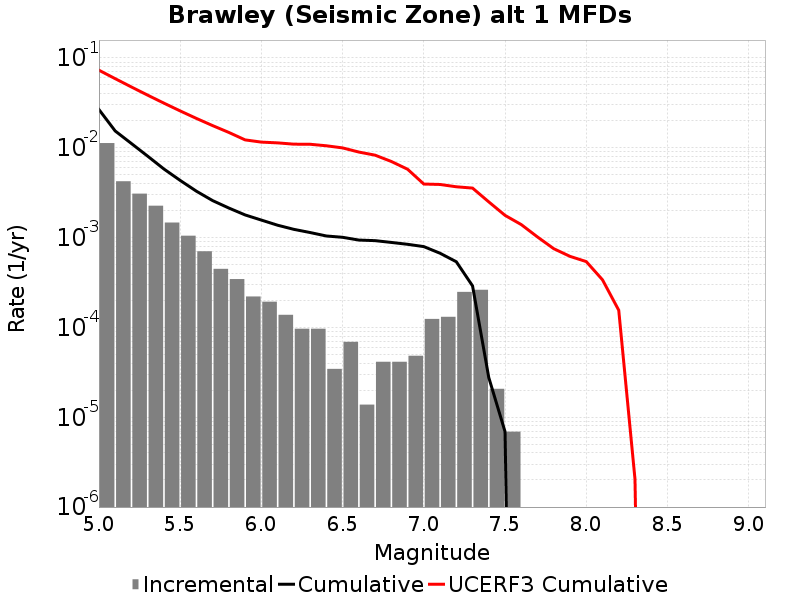 Brawley (Seismic Zone) alt 1 MFDs
Rate (1/yr)
10-1
10-2
10-3
10-4
10-5
10-6
5.0 5.5 6.0 6.5 7.0 7.5 8.0 8.5 9.0
Magnitude
Incremental Cumulative UCERF3 Cumulative